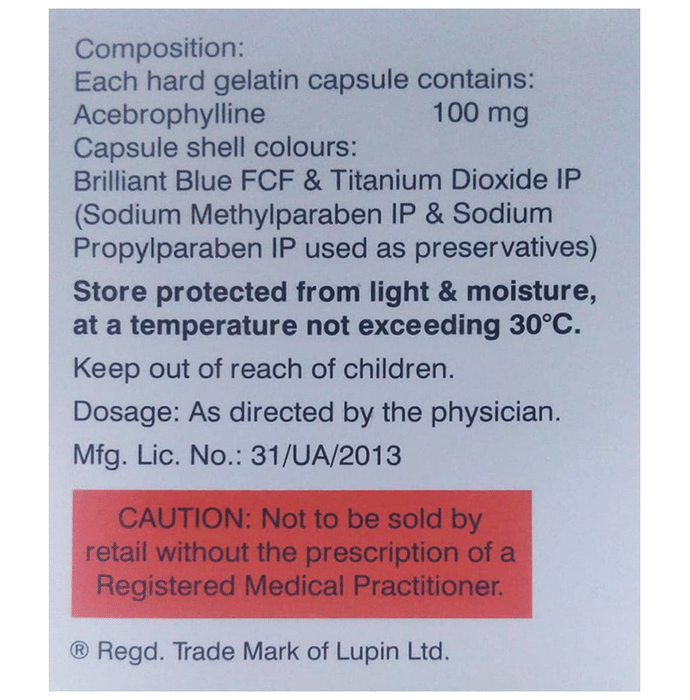 Composition:
Each hard gelatin capsule contains:
Acebrophylline 100 mg
Capsule shell colours:
Brilliant Blue FCF & Titanium Dioxide IP
(Sodium Methylparaben IP & Sodium
Propylparaben IP used as preservatives)
Store protected from light & moisture,
at a temperature not exceeding 30°C.
Keep out of reach of children.
Dosage: As directed by the physician.
Mfg. Lic. No.: 31/UA/2013
CAUTION: Not to be sold by
retail without the prescription of a
Registered Medical Practitioner.
® Regd. Trade Mark of Lupin Ltd.